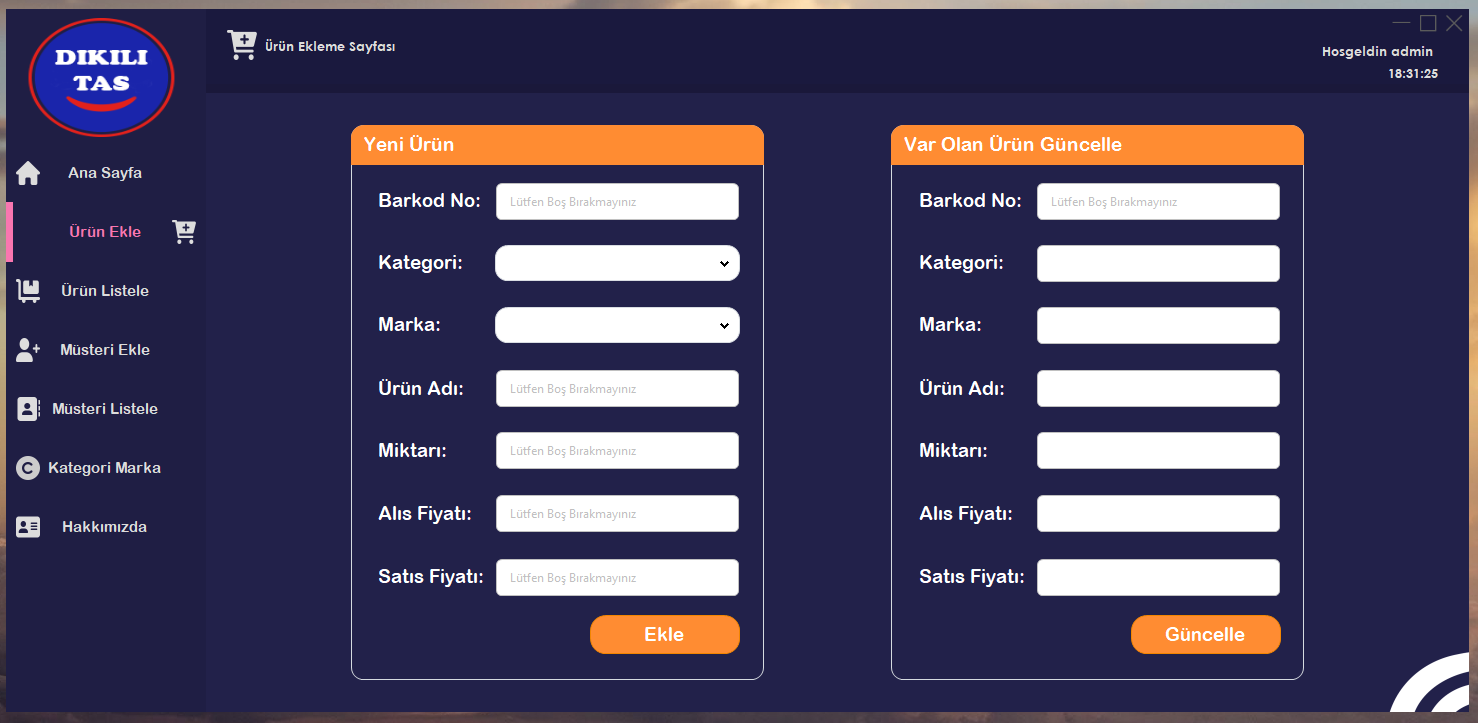 DIKILI
TAS
Ana Sayfa
Ürün Ekle
Ürün Listele
Müsteri Ekle
Müsteri Listele
C
Kategori Marka
Hakkımızda
Ürün Ekleme Sayfası
Hosgeldin admin
18:31:25
Yeni Ürün
Barkod No: Lütfen Boş Bırakmayınız
Kategori:
Marka:
Ürün Adı: Lütfen Boş Bırakmayınız
Miktarı: Lütfen Boş Bırakmayınız
Alıs Fiyatı: Lütfen Boş Bırakmayınız
Satıs Fiyatı: Lütfen Boş Bırakmayınız
Ekle
Var Olan Ürün Güncelle
Barkod No: Lütfen Boş Bırakmayınız
Kategori:
Marka:
Ürün Adı:
Miktarı:
Alıs Fiyatı:
Satıs Fiyatı:
Güncelle